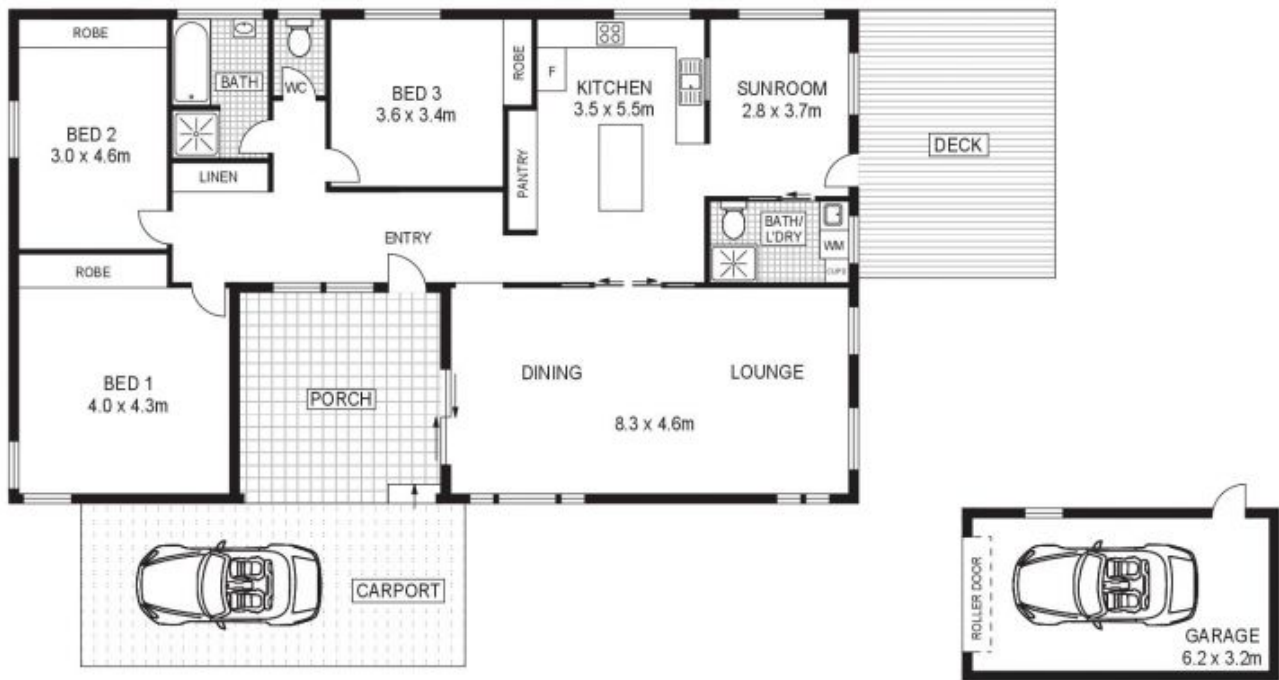 ROBE
BATH
WC
BED 3
3.6 x 3.4m
ROBE
F
KITCHEN
3.5 x 5.5m
SUNROOM
2.8 x 3.7m
BED 2
3.0 x 4.6m
DECK
LINEN
PANTRY
BATH/
L'DRY
WM
CUPB
ENTRY
ROBE
BED 1
4.0 x 4.3m
PORCH
DINING
LOUNGE
8.3 x 4.6m
CARPORT
ROLLER DOOR
GARAGE
6.2 x 3.2m